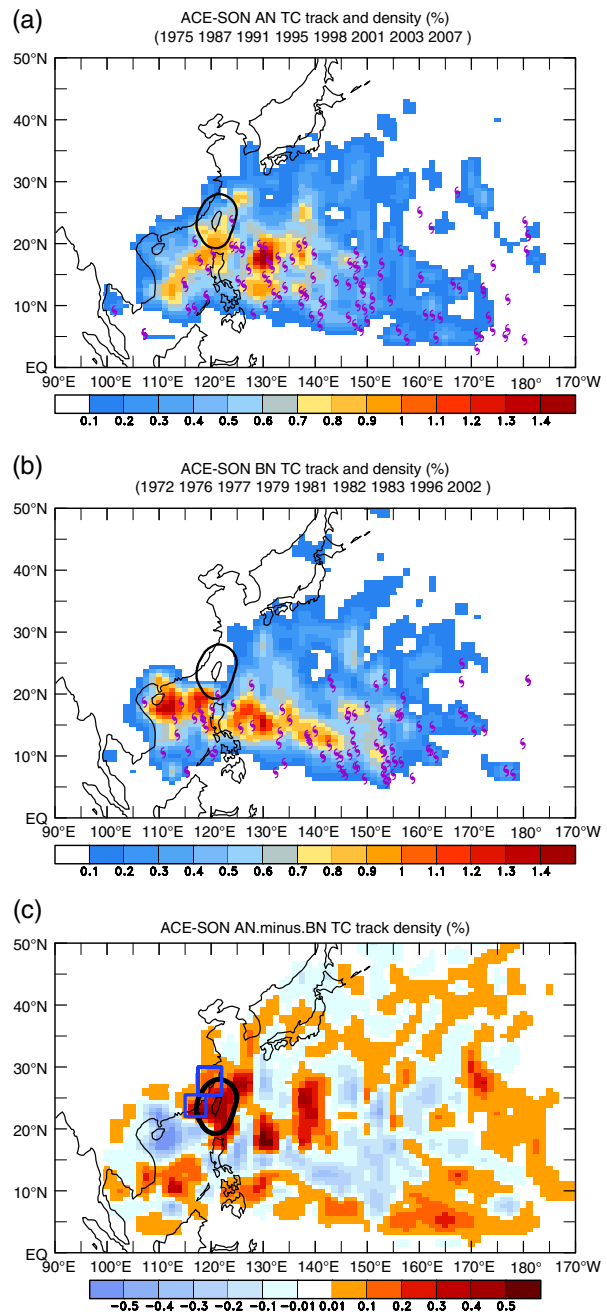 (a)
ACE-SON AN TC track and density (%)
(1975 1987 1991 1995 1998 2001 2003 2007 )
50°N
40°N
30°N
20°N
10°N
EQ
90°E 100°E 110°E 120°E 130°E 140°E 150°E 160°E 170°E 180° 170°W
0.1 0.2 0.3 0.4 0.5 0.6 0.7 0.8 0.9 1 1.1 1.2 1.3 1.4
(b)
ACE-SON BN TC track and density (%)
(1972 1976 1977 1979 1981 1982 1983 1996 2002 )
50°N
40°N
30°N
20°N
10°N
EQ
90°E 100°E 110°E 120°E 130°E 140°E 150°E 160°E 170°E 180° 170°W
0.1 0.2 0.3 0.4 0.5 0.6 0.7 0.8 0.9 1 1.1 1.2 1.3 1.4
(c)
ACE-SON AN.minus.BN TC track density (%)
50°N
40°N
30°N
20°N
10°N
EQ
90°E 100°E 110°E 120°E 130°E 140°E 150°E 160°E 170°E 180° 170°W
−0.5 −0.4 −0.3 −0.2 −0.1 −0.01 0.01 0.1 0.2 0.3 0.4 0.5